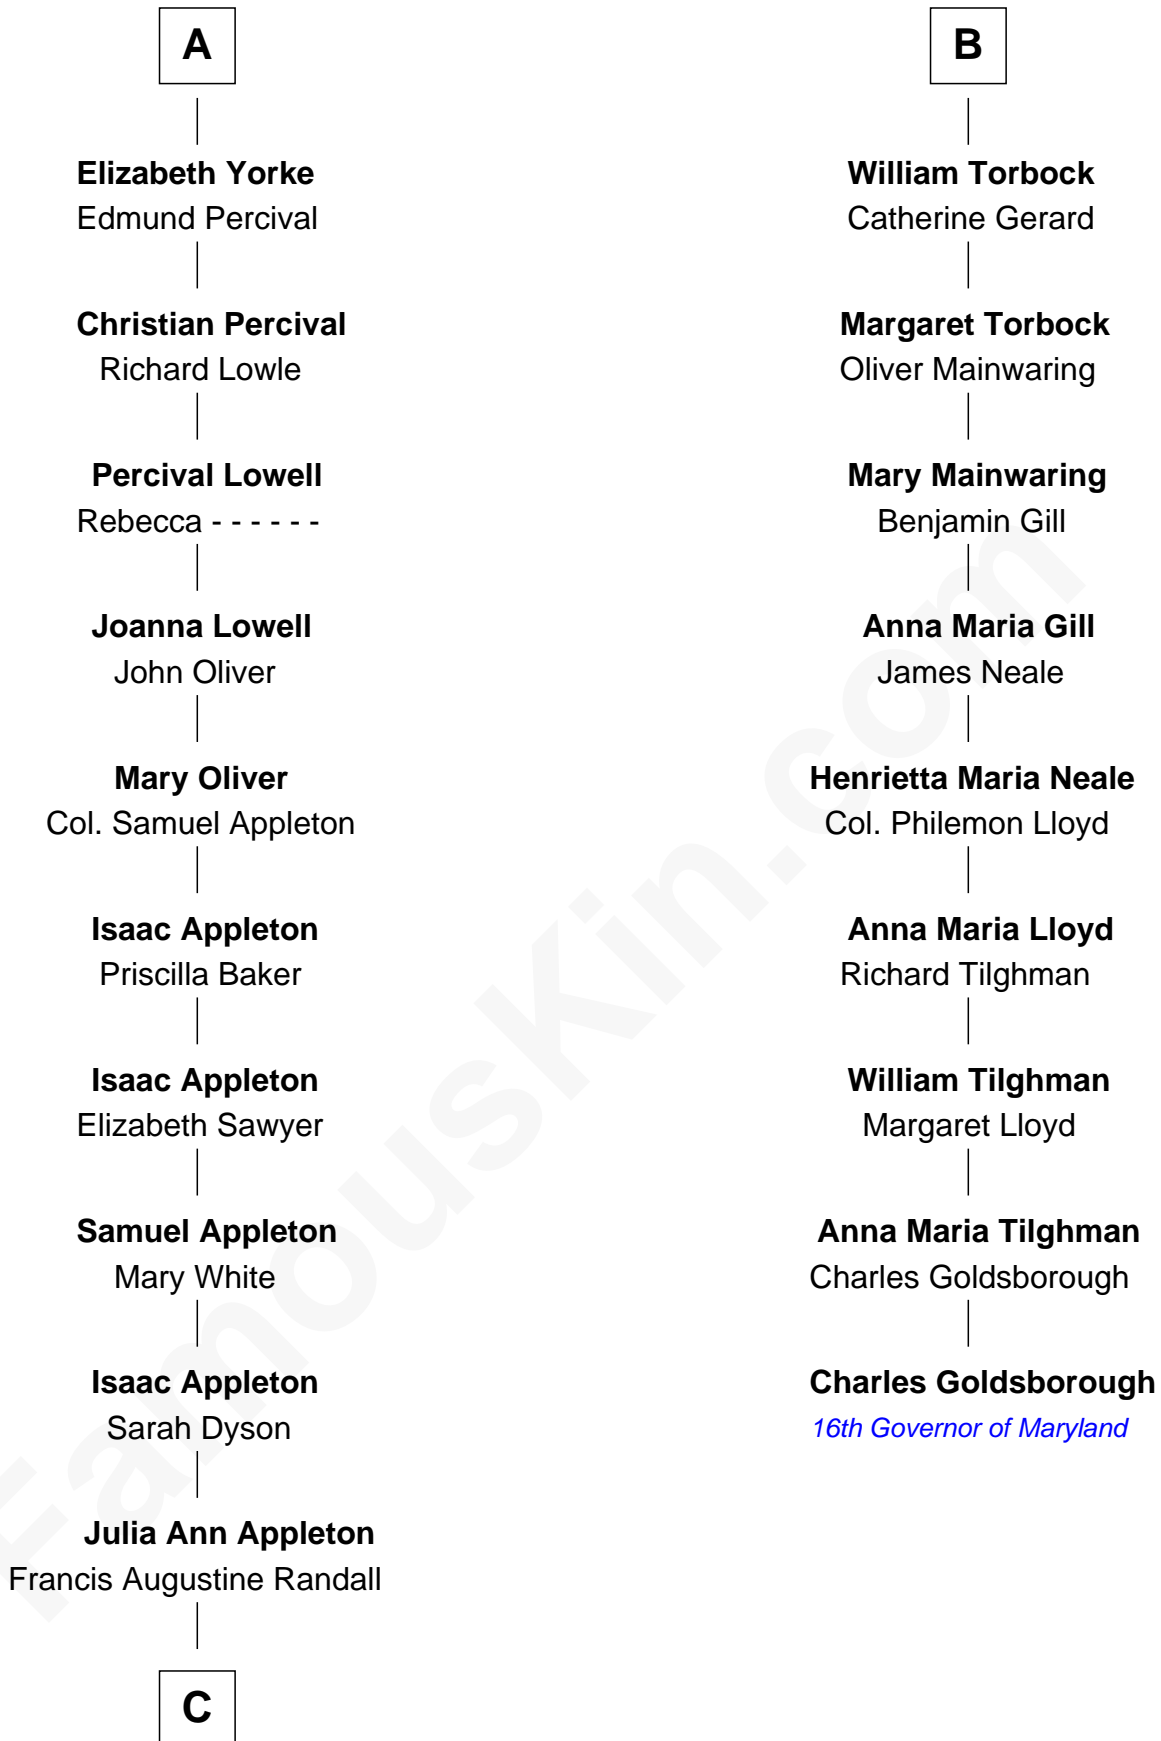 A
Elizabeth Yorke
Edmund Percival
Christian Percival
Richard Lowle
Percival Lowell
Rebecca - - - - - -
Joanna Lowell
John Oliver
Mary Oliver
Col. Samuel Appleton
Isaac Appleton
Priscilla Baker
Isaac Appleton
Elizabeth Sawyer
Samuel Appleton
Mary White
Isaac Appleton
Sarah Dyson
Julia Ann Appleton
Francis Augustine Randall
C
B
William Torbock
Catherine Gerard
Margaret Torbock
Oliver Mainwaring
Mary Mainwaring
Benjamin Gill
Anna Maria Gill
James Neale
Henrietta Maria Neale
Col. Philemon Lloyd
Anna Maria Lloyd
Richard Tilghman
William Tilghman
Margaret Lloyd
Anna Maria Tilghman
Charles Goldsborough
Charles Goldsborough
16th Governor of Maryland
FamousKin.com